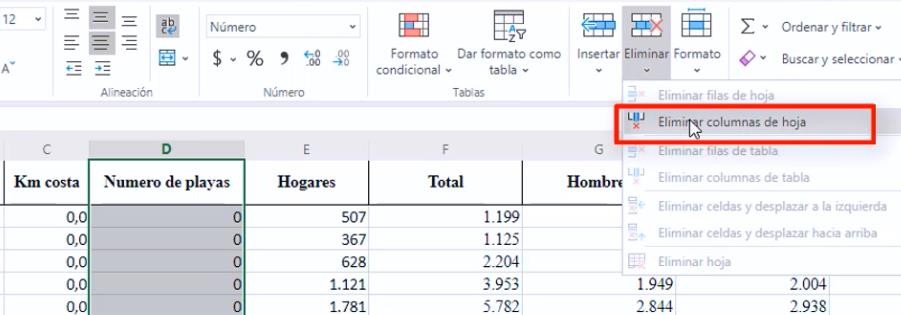 12
ab
c
Número
$ % ,
A
Alineación
Número
Formato condicional
Dar formato como tabla
Tablas
Insertar
Eliminar
Formato
Ordenar y filtrar
Buscar y seleccionar
Eliminar filas de hoja
Eliminar columnas de hoja
Eliminar filas de tabla
Eliminar columnas de tabla
Eliminar celdas y desplazar a la izquierda
Eliminar celdas y desplazar hacia arriba
Eliminar hoja
C D E F G
Km costa Numero de playas Hogares Total Hombre
0,0 0 507 1.199
0,0 0 367 1.125
0,0 0 628 2.204
0,0 0 1.121 3.953 1.949 2.004
0,0 0 1.781 5.782 2.844 2.938